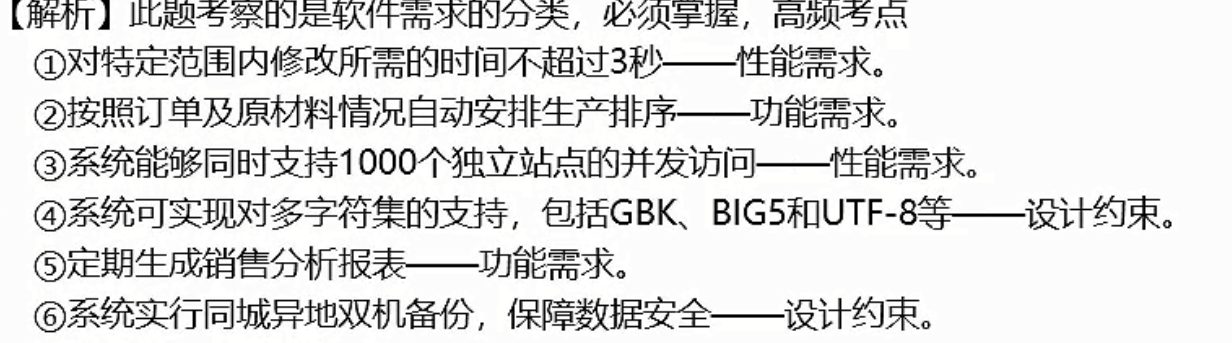 【解析】此题考察的是软件需求的分类，必须掌握，高频考点
①对特定范围内修改所需的时间不超过3秒——性能需求。
②按照订单及原材料情况自动安排生产排序——功能需求。
③系统能够同时支持1000个独立站点的并发访问——性能需求。
④系统可实现对多字符集的支持，包括GBK、BIG5和UTF-8等——设计约束。
⑤定期生成销售分析报表——功能需求。
⑥系统实行同城异地双机备份，保障数据安全——设计约束。